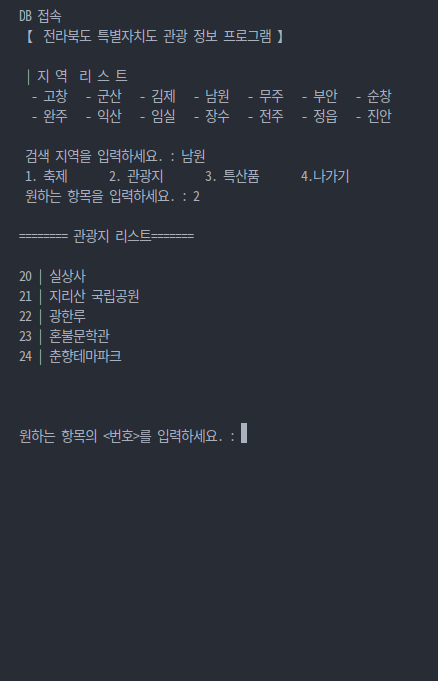 DB 접속
【 전라북도 특별자치도 관광 정보 프로그램 】
| 지 역 리 스 트
- 고창 - 군산 - 김제 - 남원 - 무주 - 부안 - 순창
- 완주 - 익산 - 임실 - 장수 - 전주 - 정읍 - 진안
검색 지역을 입력하세요. : 남원
1. 축제 2. 관광지 3. 특산품 4.나가기
원하는 항목을 입력하세요. : 2
======== 관광지 리스트=======
20 | 실상사
21 | 지리산 국립공원
22 | 광한루
23 | 혼불문학관
24 | 춘향테마파크
원하는 항목의 <번호>를 입력하세요. :